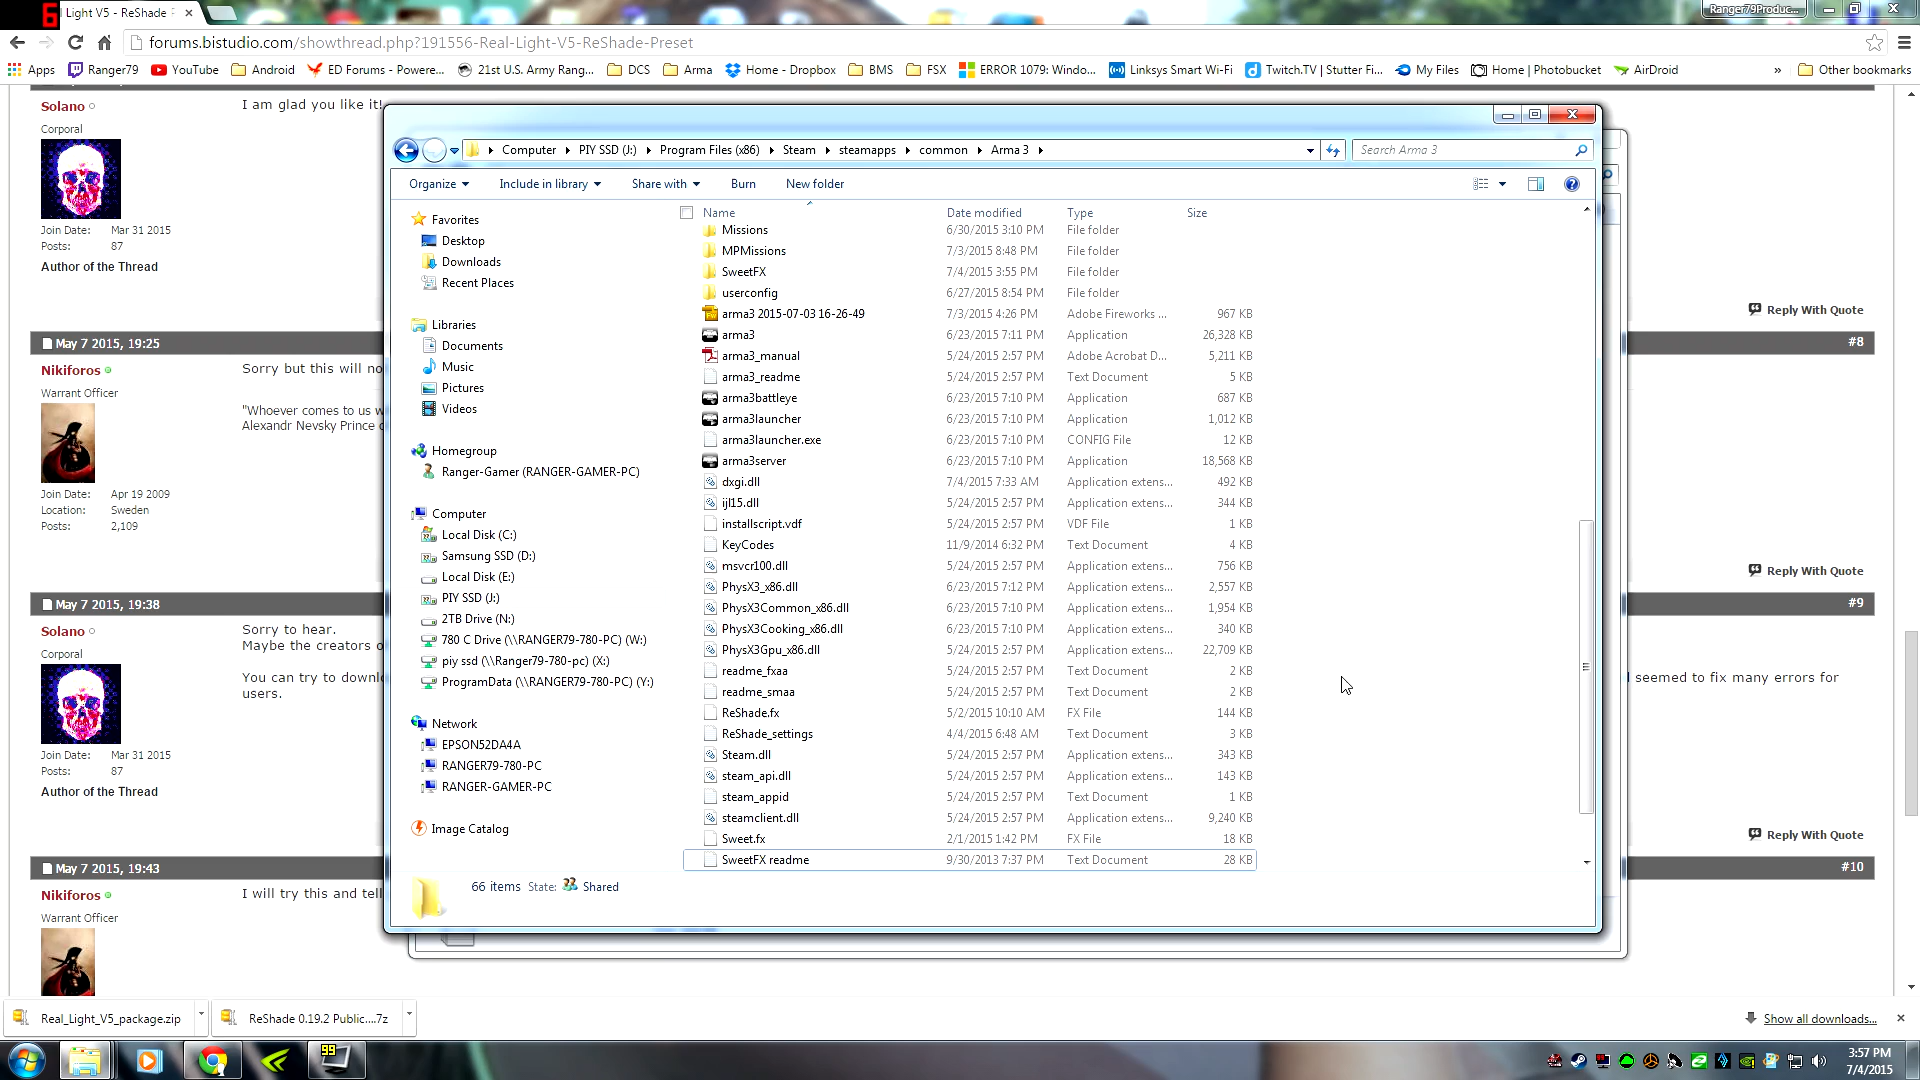 6
l Light V5 - ReShade
Ranger79Produc...
forums.bistudio.com/showthread.php?191556-Real-Light-V5-ReShade-Preset
Apps Ranger79 YouTube Android ED Forums - Powere... 21st U.S. Army Rang... DCS Arma Home - Dropbox BMS FSX ERROR 1079: Windo... Linksys Smart Wi-Fi Twitch.TV | Stutter Fi... My Files Home | Photobucket AirDroid » Other bookmarks
Solano
I am glad you like it!
Corporal
Join Date: Mar 31 2015
Posts: 87
Author of the Thread
Reply With Quote
May 7 2015, 19:25
#8
Nikiforos
Sorry but this will no
Warrant Officer
"Whoever comes to us w
Alexandr Nevsky Prince
Join Date: Apr 19 2009
Location: Sweden
Posts: 2,109
Reply With Quote
May 7 2015, 19:38
#9
Solano
Sorry to hear.
Corporal
Maybe the creators o
You can try to downlo
seemed to fix many errors for
users.
Join Date: Mar 31 2015
Posts: 87
Author of the Thread
Reply With Quote
May 7 2015, 19:43
#10
Nikiforos
I will try this and tell
Warrant Officer
Computer PIY SSD (J:) Program Files (x86) Steam steamapps common Arma 3
Search Arma 3
Organize Include in library Share with Burn New folder
Favorites
Desktop
Downloads
Recent Places
Libraries
Documents
Music
Pictures
Videos
Homegroup
Ranger-Gamer (RANGER-GAMER-PC)
Computer
Local Disk (C:)
Samsung SSD (D:)
Local Disk (E:)
PIY SSD (J:)
2TB Drive (N:)
780 C Drive (\\RANGER79-780-PC) (W:)
piy ssd (\\Ranger79-780-pc) (X:)
ProgramData (\\RANGER79-780-PC) (Y:)
Network
EPSON52DA4A
RANGER79-780-PC
RANGER-GAMER-PC
Image Catalog
Name Date modified Type Size
Missions 6/30/2015 3:10 PM File folder
MPMissions 7/3/2015 8:48 PM File folder
SweetFX 7/4/2015 3:55 PM File folder
userconfig 6/27/2015 8:54 PM File folder
arma3 2015-07-03 16-26-49 7/3/2015 4:26 PM Adobe Fireworks ... 967 KB
arma3 6/23/2015 7:11 PM Application 26,328 KB
arma3_manual 5/24/2015 2:57 PM Adobe Acrobat D... 5,211 KB
arma3_readme 5/24/2015 2:57 PM Text Document 5 KB
arma3battleye 6/23/2015 7:10 PM Application 687 KB
arma3launcher 6/23/2015 7:10 PM Application 1,012 KB
arma3launcher.exe 6/23/2015 7:10 PM CONFIG File 12 KB
arma3server 6/23/2015 7:10 PM Application 18,568 KB
dxgi.dll 7/4/2015 7:33 AM Application extens... 492 KB
ijl15.dll 5/24/2015 2:57 PM Application extens... 344 KB
installscript.vdf 5/24/2015 2:57 PM VDF File 1 KB
KeyCodes 11/9/2014 6:32 PM Text Document 4 KB
msvcr100.dll 5/24/2015 2:57 PM Application extens... 756 KB
PhysX3_x86.dll 6/23/2015 7:12 PM Application extens... 2,557 KB
PhysX3Common_x86.dll 6/23/2015 7:10 PM Application extens... 1,954 KB
PhysX3Cooking_x86.dll 6/23/2015 7:10 PM Application extens... 340 KB
PhysX3Gpu_x86.dll 5/24/2015 2:57 PM Application extens... 22,709 KB
readme_fxaa 5/24/2015 2:57 PM Text Document 2 KB
readme_smaa 5/24/2015 2:57 PM Text Document 2 KB
ReShade.fx 5/2/2015 10:10 AM FX File 144 KB
ReShade_settings 4/4/2015 6:48 AM Text Document 3 KB
Steam.dll 5/24/2015 2:57 PM Application extens... 343 KB
steam_api.dll 5/24/2015 2:57 PM Application extens... 143 KB
steam_appid 5/24/2015 2:57 PM Text Document 1 KB
steamclient.dll 5/24/2015 2:57 PM Application extens... 9,240 KB
Sweet.fx 2/1/2015 1:42 PM FX File 18 KB
SweetFX readme 9/30/2013 7:37 PM Text Document 28 KB
66 items State: Shared
Real_Light_V5_package.zip ReShade 0.19.2 Public....7z Show all downloads...
99
3:57 PM
7/4/2015